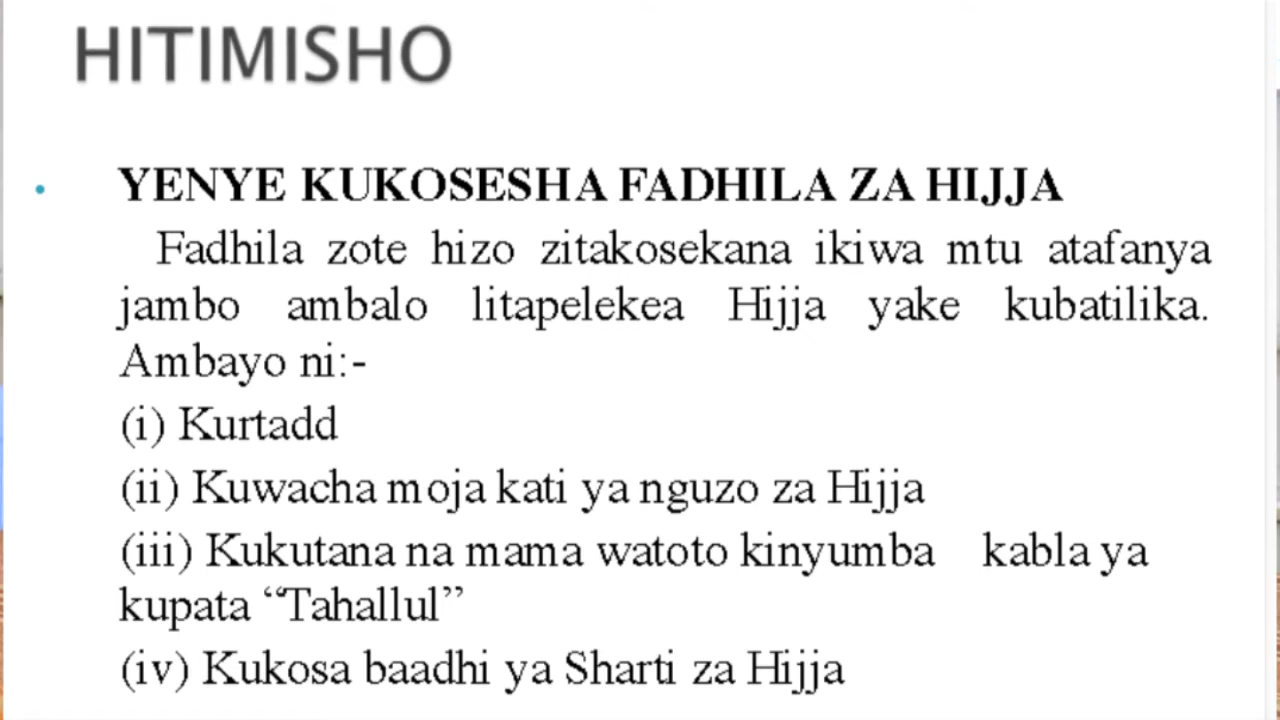 HITIMISHO
• YENYE KUKOSESHA FADHILA ZA HIJJA
Fadhila zote hizo zitakosekana ikiwa mtu atafanya
jambo ambalo litapelekea Hijja yake kubatilika.
Ambayo ni:-
(i) Kurtadd
(ii) Kuwacha moja kati ya nguzo za Hijja
(iii) Kukutana na mama watoto kinyumba kabla ya
kupata “Tahallul”
(iv) Kukosa baadhi ya Sharti za Hijja